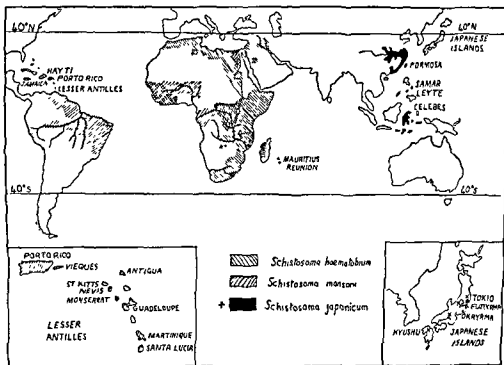 40°N
40°N
JAPANESE
ISLANDS
HAYTI
PORTO RICO
JAMAICA
LESSER ANTILLES
FORMOSA
SAMAR
LEYTE
CELEBES
MAURITIUS
REUNION
40°S
40°S
PORTO RICO
VIEQUES
ANTIGUA
ST KITTS
NEVIS
MONSERRAT
GUADELOUPE
LESSER
ANTILLES
MARTINIQUE
SANTA LUCIA
Schistosoma haematobium
Schistosoma mansoni
+ Schistosoma japonicum
TOKIO
FUJIYAMA
OKAYAMA
KYUSHU
JAPANESE
ISLANDS